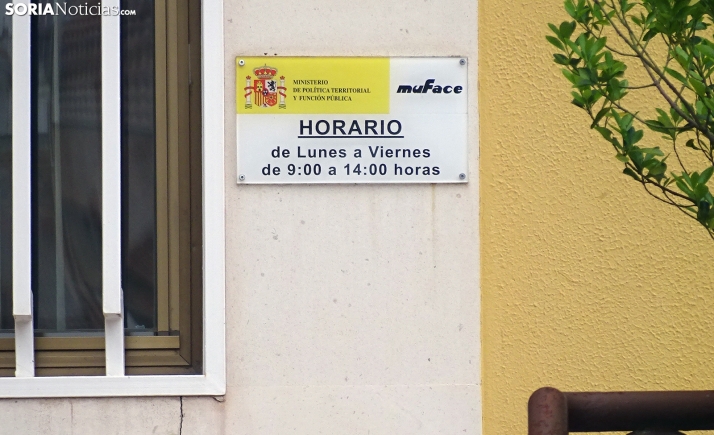 SORIANoticias.com
MINISTERIO
DE POLÍTICA TERRITORIAL
Y FUNCIÓN PÚBLICA
muFace
HORARIO
de Lunes a Viernes
de 9:00 a 14:00 horas